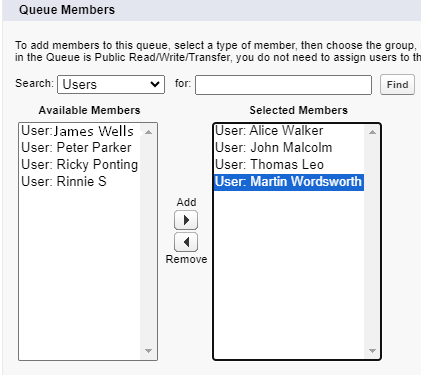 Queue Members
To add members to this queue, select a type of member, then choose the group,
in the Queue is Public Read/Write/Transfer, you do not need to assign users to th
Search: Users for: Find
Available Members Selected Members
User:James Wells User: Alice Walker
User: Peter Parker User: John Malcolm
User: Ricky Ponting User: Thomas Leo
User: Rinnie S User: Martin Wordsworth
Add
Remove